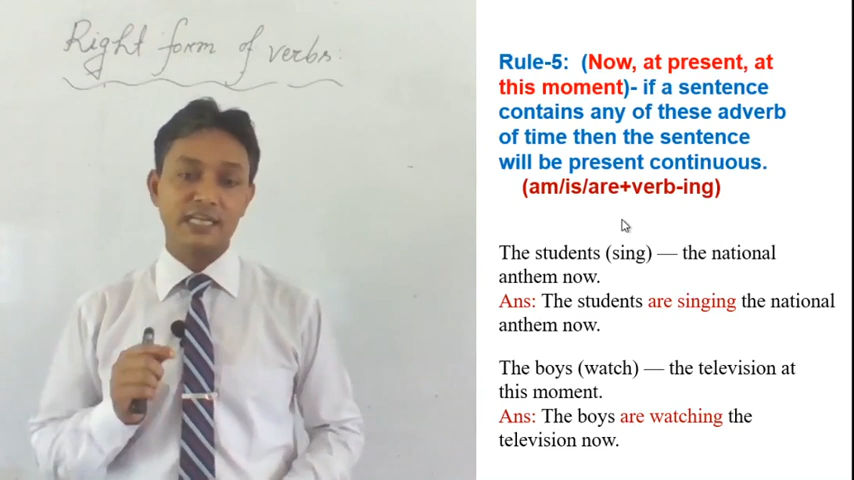 Right form of verbs:
Rule-5: (Now, at present, at
this moment)- if a sentence
contains any of these adverb
of time then the sentence
will be present continuous.
(am/is/are+verb-ing)
The students (sing) — the national
anthem now.
Ans: The students are singing the national
anthem now.
The boys (watch) — the television at
this moment.
Ans: The boys are watching the
television now.